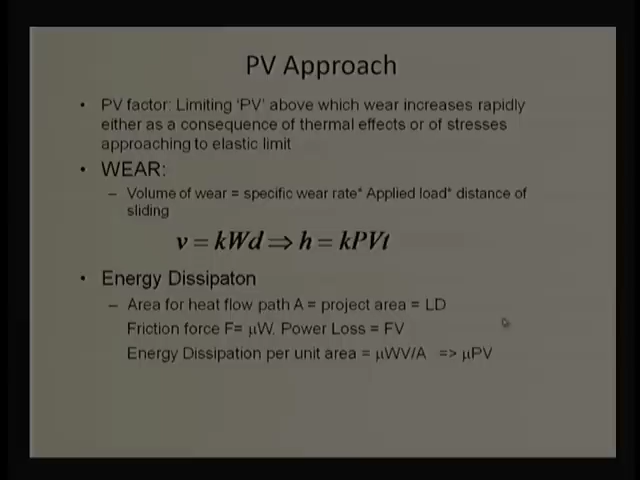 PV Approach
• PV factor: Limiting 'PV' above which wear increases rapidly
either as a consequence of thermal effects or of stresses
approaching to elastic limit
• WEAR:
– Volume of wear = specific wear rate* Applied load* distance of
sliding
v = kWd ⇒ h = kPVt
• Energy Dissipaton
– Area for heat flow path A = project area = LD
Friction force F= μW. Power Loss = FV
Energy Dissipation per unit area = μWV/A => μPV